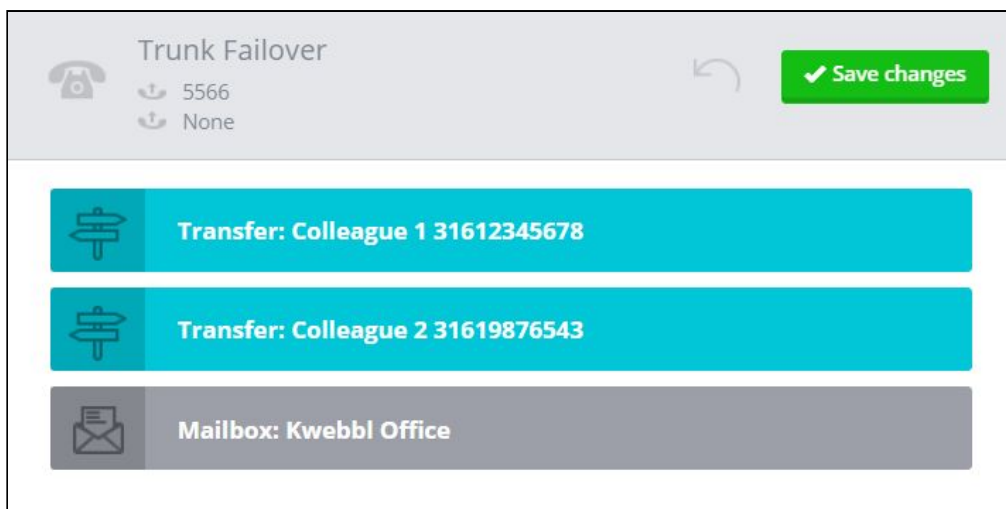 Trunk Failover
5566
None
Save changes
Transfer: Colleague 1 31612345678
Transfer: Colleague 2 31619876543
Mailbox: Kwebbl Office